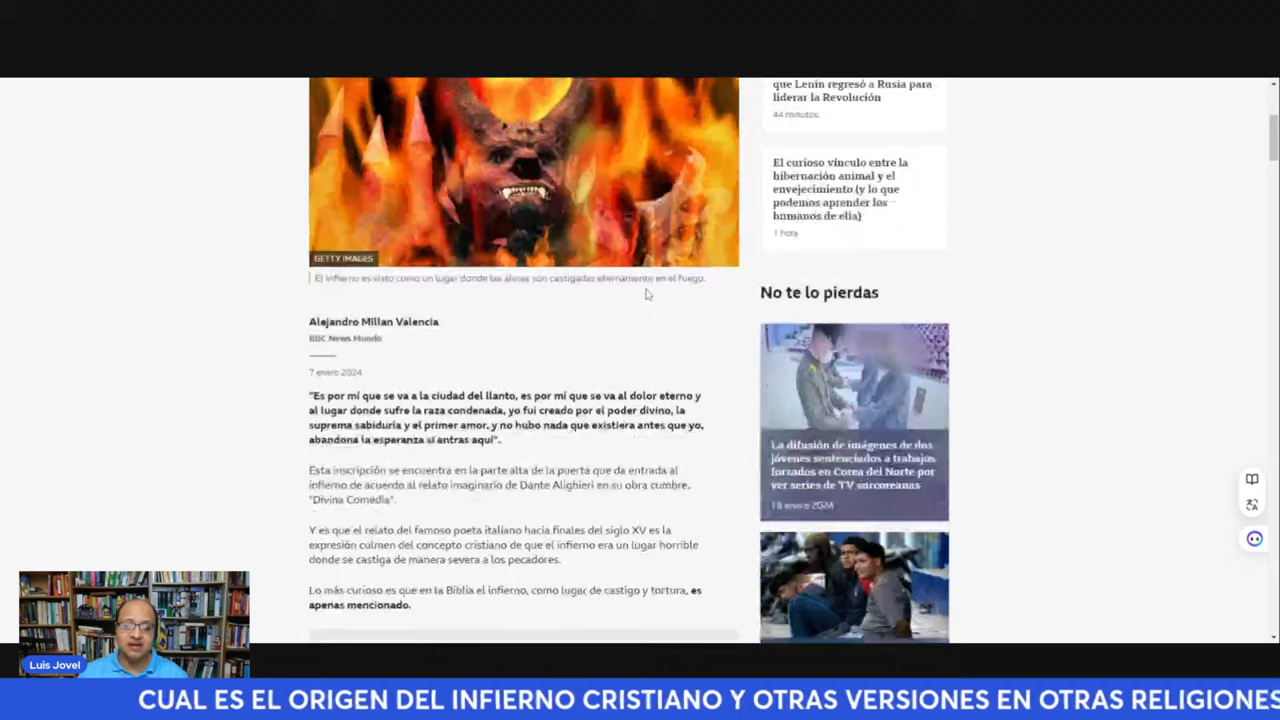 que Lenin regresó a Rusia para
liderar la Revolución
44 minutos
El curioso vínculo entre la
hibernación animal y el
envejecimiento (y lo que
podemos aprender los
humanos de ella)
1 hora
GETTY IMAGES
El infierno es visto como un lugar donde las almas son castigadas eternamente en el fuego.
No te lo pierdas
Alejandro Millan Valencia
BBC News Mundo
7 enero 2024
"Es por mí que se va a la ciudad del llanto, es por mí que se va al dolor eterno y
al lugar donde sufre la raza condenada, yo fui creado por el poder divino, la
suprema sabiduría y el primer amor, y no hubo nada que existiera antes que yo,
abandona la esperanza si entras aquí".
Esta inscripción se encuentra en la parte alta de la puerta que da entrada al
infierno de acuerdo al relato imaginario de Dante Alighieri en su obra cumbre,
"Divina Comedia".
Y es que el relato del famoso poeta italiano hacia finales del siglo XV es la
expresión culmen del concepto cristiano de que el infierno era un lugar horrible
donde se castiga de manera severa a los pecadores.
Lo más curioso es que en la Biblia el infierno, como lugar de castigo y tortura, es
apenas mencionado.
La difusión de imágenes de dos
jóvenes sentenciados a trabajos
forzados en Corea del Norte por
ver series de TV surcoreanas
18 enero 2024
Luis Jovel
CUAL ES EL ORIGEN DEL INFIERNO CRISTIANO Y OTRAS VERSIONES EN OTRAS RELIGIONES